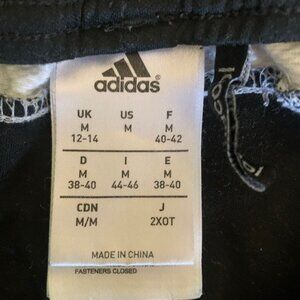 adidas
UK US F
M M M
12-14 40-42
D I E
M M M
38-40 44-46 38-40
CDN J
M/M 2XOT
MADE IN CHINA
FASTENERS CLOSED